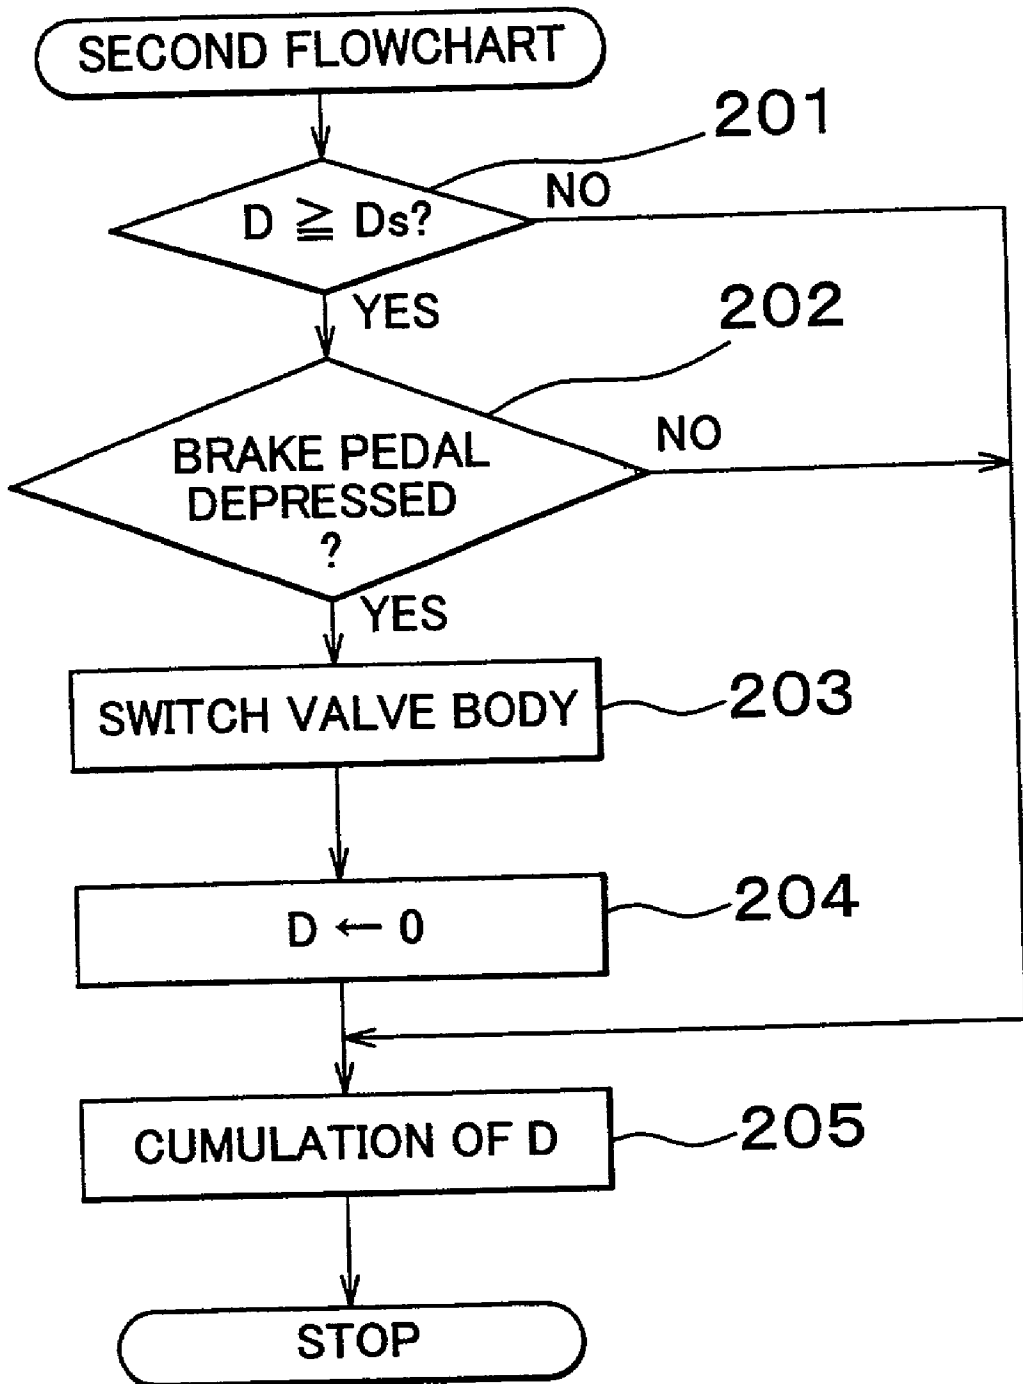 SECOND FLOWCHART
201
D ≧ Ds?
NO
YES
202
BRAKE PEDAL
DEPRESSED
?
NO
YES
SWITCH VALVE BODY
203
D ← 0
204
CUMULATION OF D
205
STOP